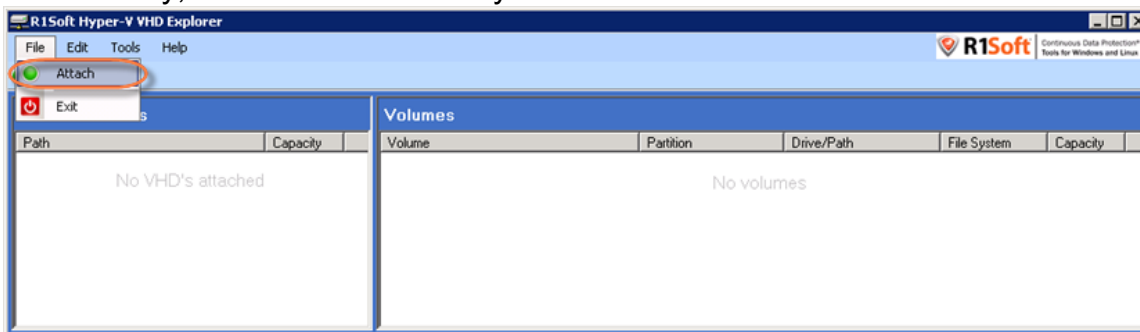 R1Soft Hyper-V VHD Explorer
File Edit Tools Help
R1Soft Continuous Data Protection®
Tools for Windows and Linux
Attach
Exit
s
Volumes
Path Capacity
Volume Partition Drive/Path File System Capacity
No VHD's attached
No volumes